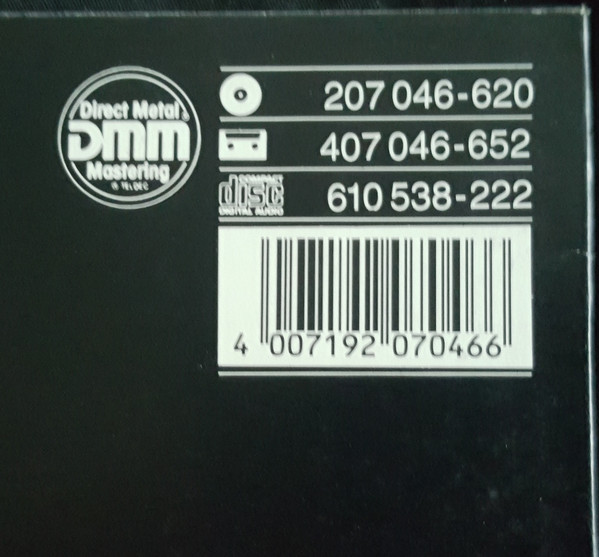 Direct Metal
DMM
Mastering
® TELDEC
207 046-620
407 046-652
COMPACT
disc
DIGITAL AUDIO
610 538-222
4 007192 070466